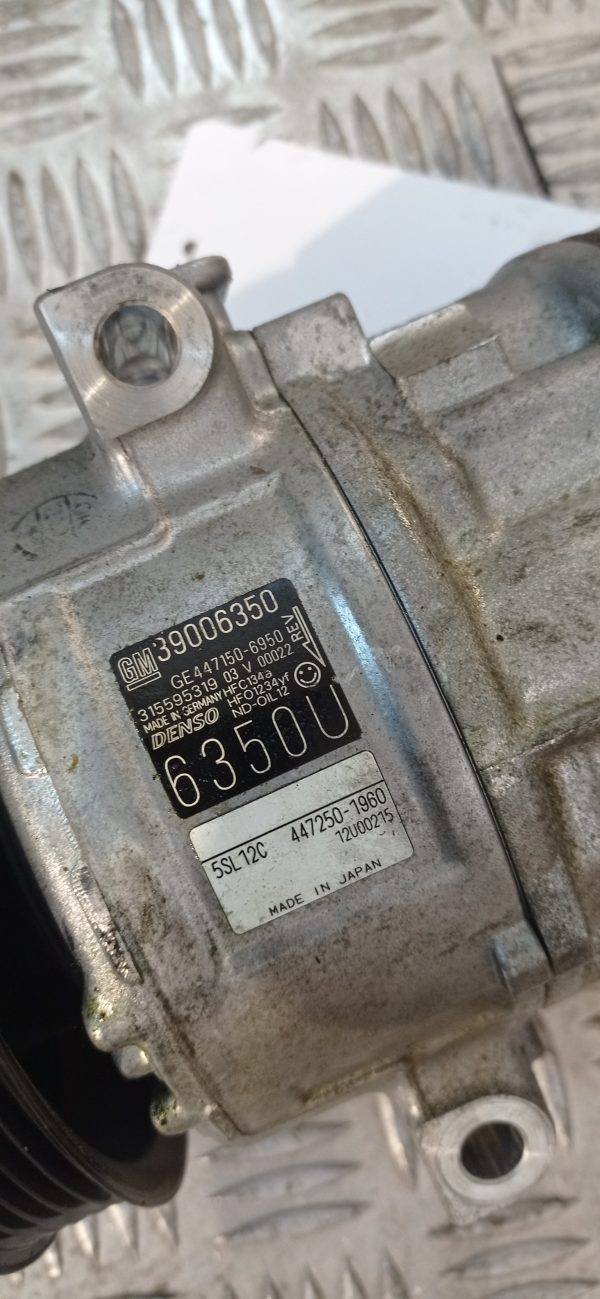 GM 39006350
GE447150-6950
315595319 03 V 00022
MADE IN GERMANY HFC134a
DENSO HFO1234yf
ND-OIL12
REV
6350U
5SL12C 447250-1960
12U00215
MADE IN JAPAN